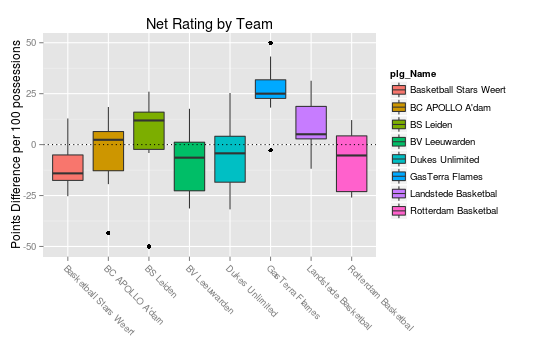 Net Rating by Team
Points Difference per 100 possessions
50
25
0
-25
-50
Basketball Stars Weert
BC APOLLO A'dam
BS Leiden
BV Leeuwarden
Dukes Unlimited
GasTerra Flames
Landstede Basketbal
Rotterdam Basketbal
plg_Name
Basketball Stars Weert
BC APOLLO A'dam
BS Leiden
BV Leeuwarden
Dukes Unlimited
GasTerra Flames
Landstede Basketbal
Rotterdam Basketbal